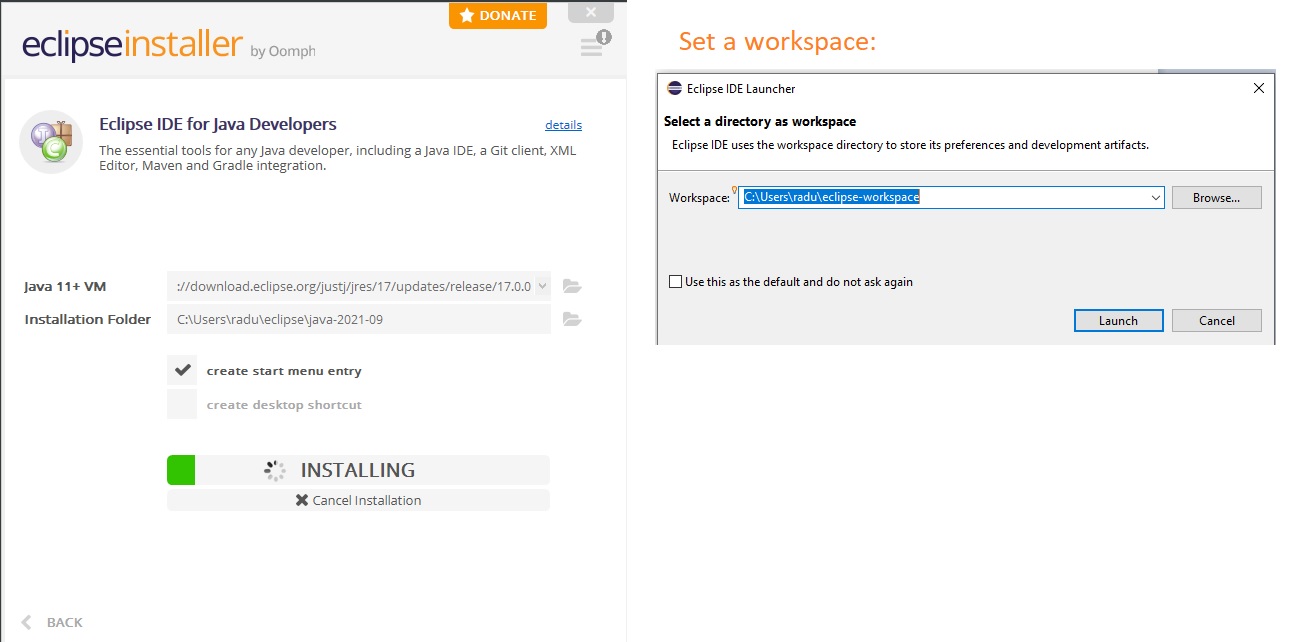 DONATE
eclipseinstaller by Oomph
Eclipse IDE for Java Developers
details
The essential tools for any Java developer, including a Java IDE, a Git client, XML
Editor, Maven and Gradle integration.
Java 11+ VM
://download.eclipse.org/justj/jres/17/updates/release/17.0.0
Installation Folder
C:\Users\radu\eclipse\java-2021-09
create start menu entry
create desktop shortcut
INSTALLING
Cancel Installation
BACK
Set a workspace:
Eclipse IDE Launcher
Select a directory as workspace
Eclipse IDE uses the workspace directory to store its preferences and development artifacts.
Workspace:
C:\Users\radu\eclipse-workspace
Browse...
Use this as the default and do not ask again
Launch
Cancel